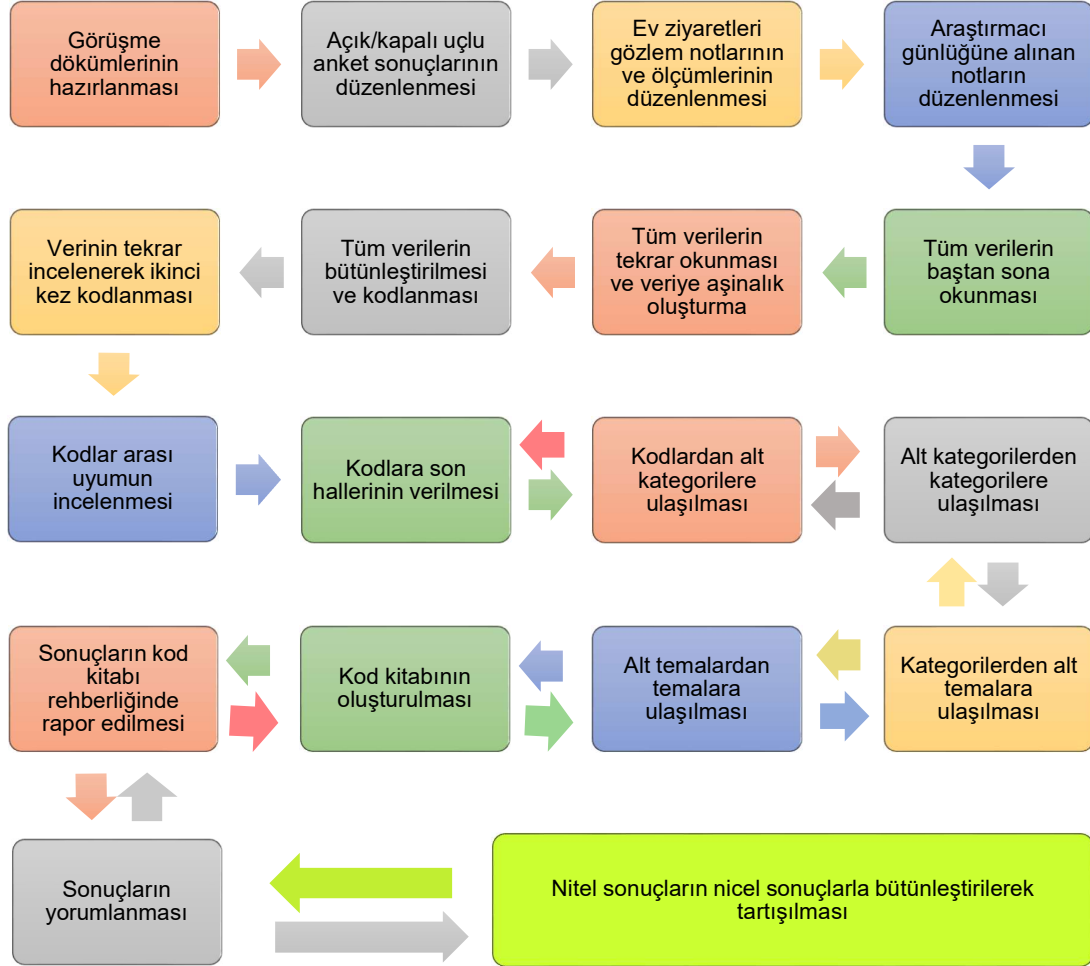 Görüşme
dökümlerinin
hazırlanması
Açık/kapalı uçlu
anket sonuçlarının
düzenlenmesi
Ev ziyaretleri
gözlem notlarının
ve ölçümlerinin
düzenlenmesi
Araştırmacı
günlüğüne alınan
notların
düzenlenmesi
Tüm verilerin
baştan sona
okunması
Tüm verilerin
tekrar okunması
ve veriye aşinalık
oluşturma
Tüm verilerin
bütünleştirilmesi
ve kodlanması
Verinin tekrar
incelenerek ikinci
kez kodlanması
Kodlar arası
uyumun
incelenmesi
Kodlara son
hallerinin verilmesi
Kodlardan alt
kategorilere
ulaşılması
Alt kategorilerden
kategorilere
ulaşılması
Kategorilerden alt
temalara
ulaşılması
Alt temalardan
temalara
ulaşılması
Kod kitabının
oluşturulması
Sonuçların kod
kitabı
rehberliğinde
rapor edilmesi
Sonuçların
yorumlanması
Nitel sonuçların nicel sonuçlarla bütünleştirilerek
tartışılması